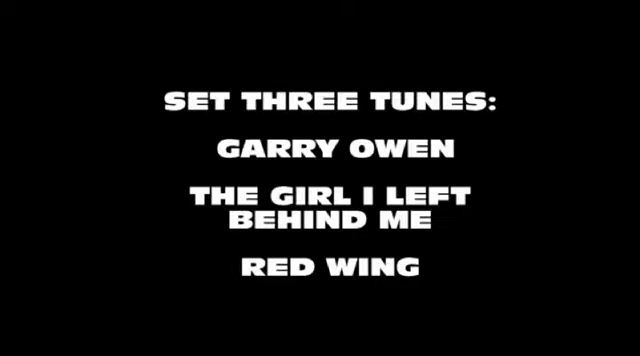 SET THREE TUNES:
GARRY OWEN
THE GIRL I LEFT
BEHIND ME
RED WING